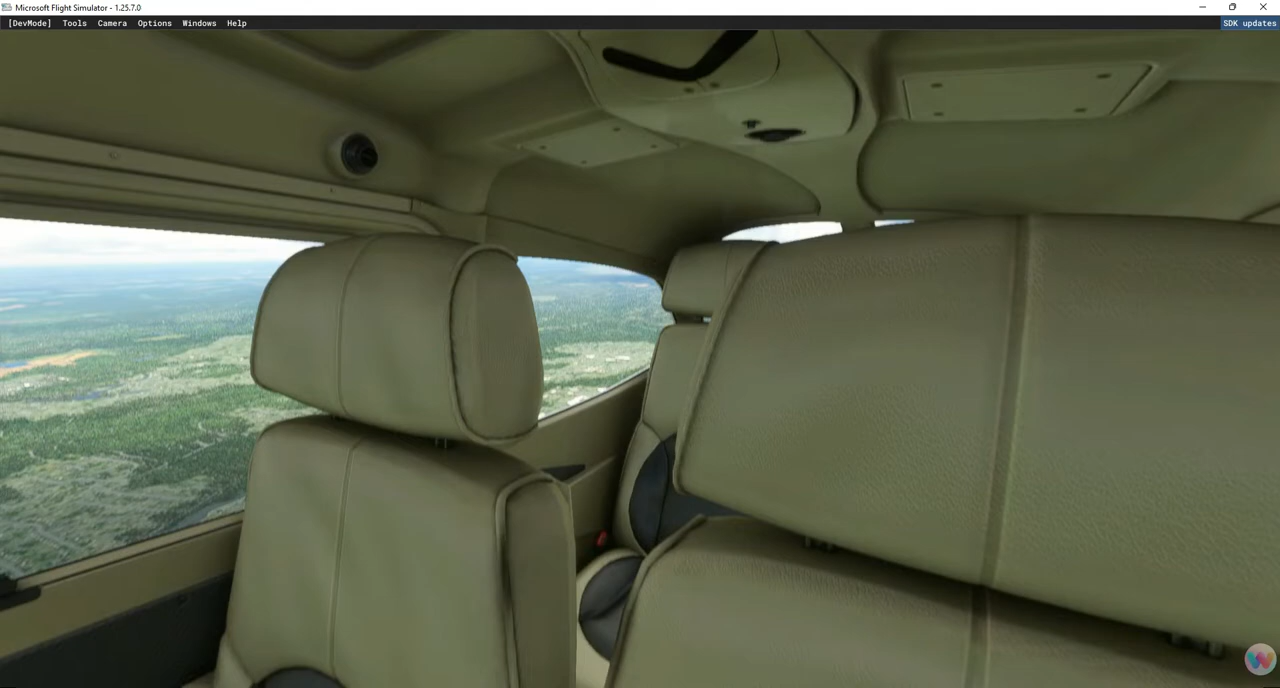 Microsoft Flight Simulator - 1.25.7.0
[DevMode] Tools Camera Options Windows Help SDK updates